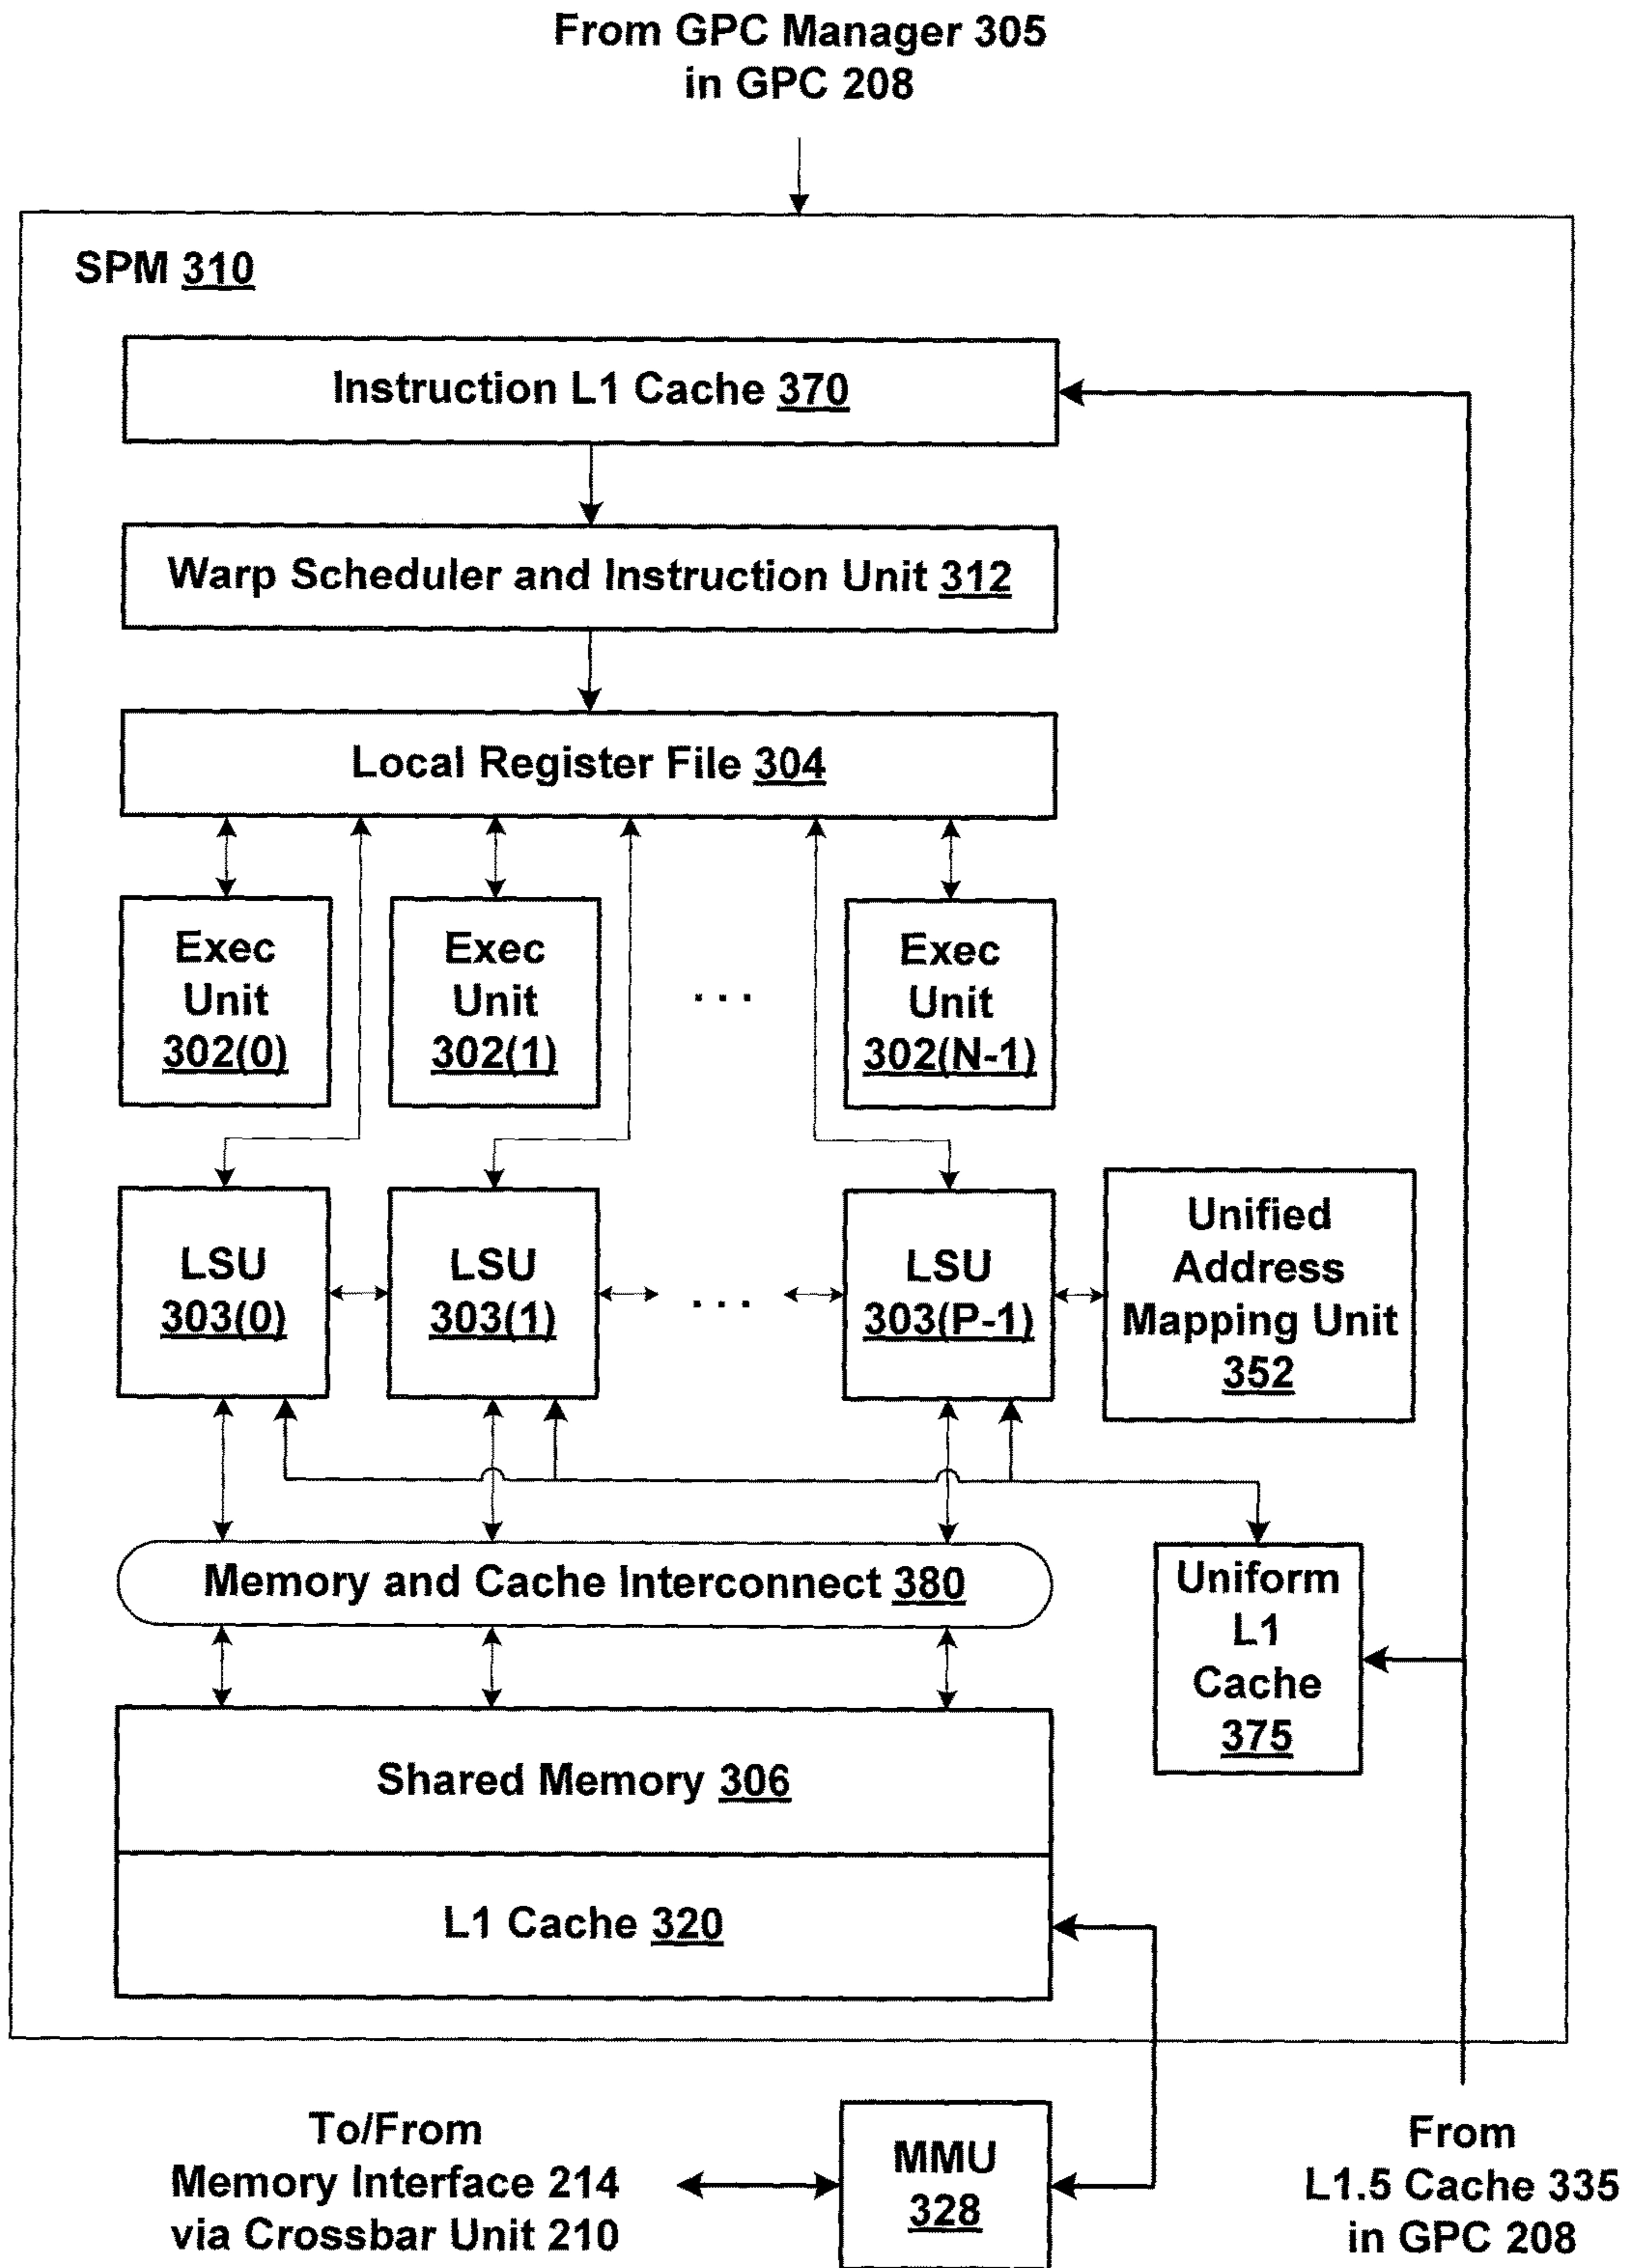 From GPC Manager 305
in GPC 208
SPM 310
Instruction L1 Cache 370
Warp Scheduler and Instruction Unit 312
Local Register File 304
Exec
Unit
302(0)
Exec
Unit
302(1)
. . .
Exec
Unit
302(N-1)
LSU
303(0)
LSU
303(1)
. . .
LSU
303(P-1)
Unified
Address
Mapping Unit
352
Memory and Cache Interconnect 380
Uniform
L1
Cache
375
Shared Memory 306
L1 Cache 320
To/From
Memory Interface 214
via Crossbar Unit 210
MMU
328
From
L1.5 Cache 335
in GPC 208